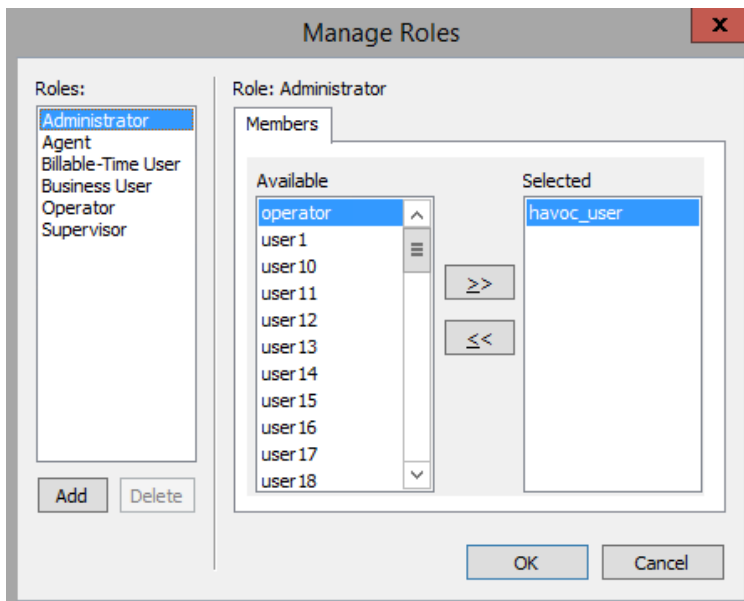 Manage Roles
x
Roles:
Administrator
Agent
Billable-Time User
Business User
Operator
Supervisor
Add
Delete
Role: Administrator
Members
Available
operator
user1
user10
user11
user12
user13
user14
user15
user16
user17
user18
>>
<<
Selected
havoc_user
OK
Cancel